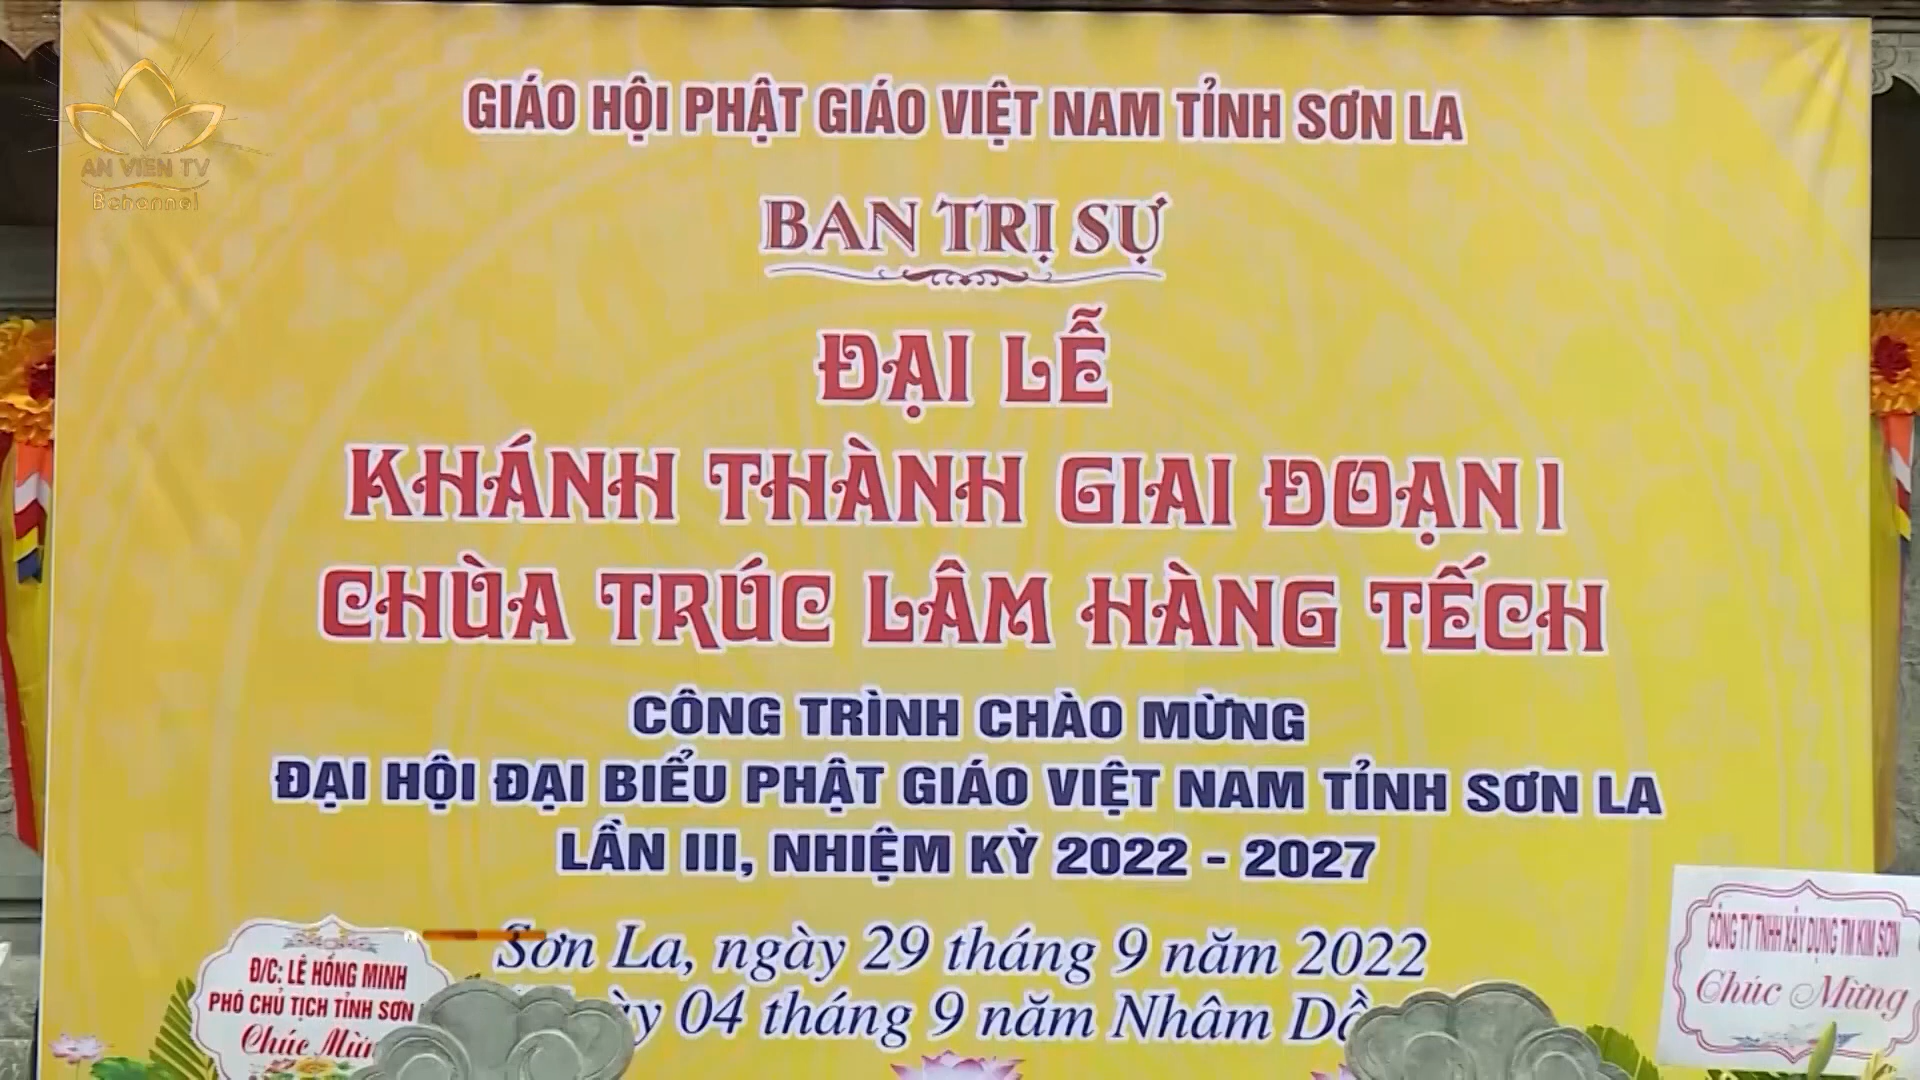 AN VIEN TV
Bchannel
GIÁO HỘI PHẬT GIÁO VIỆT NAM TỈNH SƠN LA
BAN TRỊ SỰ
ĐẠI LỄ
KHÁNH THÀNH GIAI ĐOẠN I
CHÙA TRÚC LÂM HÀNG TẾCH
CÔNG TRÌNH CHÀO MỪNG
ĐẠI HỘI ĐẠI BIỂU PHẬT GIÁO VIỆT NAM TỈNH SƠN LA
LẦN III, NHIỆM KỲ 2022 - 2027
Sơn La, ngày 29 tháng 9 năm 2022
04 tháng 9 năm Nhâm
Đ/C: LÊ HỒNG MINH
PHÓ CHỦ TỊCH TỈNH SƠN
Chúc
CÔNG TY TNHH XÂY DỰNG TM KIM SƠN
Chúc Mừng